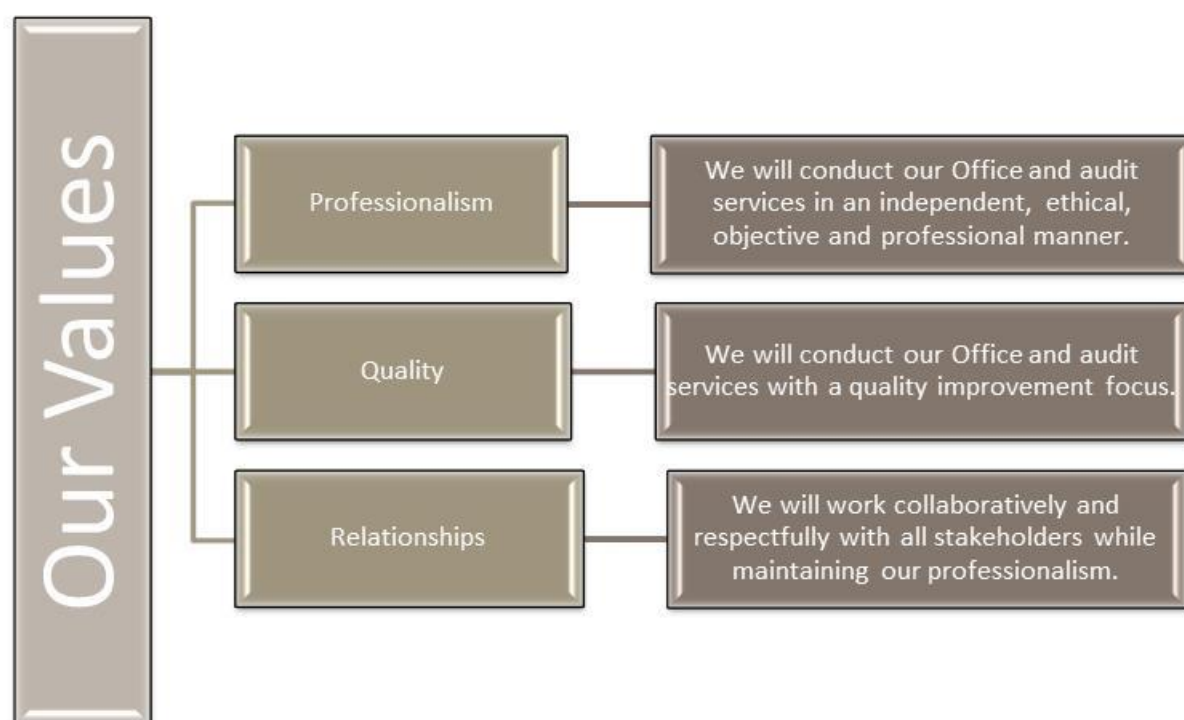 Our Values
Professionalism
We will conduct our Office and audit
services in an independent, ethical,
objective and professional manner.
Quality
We will conduct our Office and audit
services with a quality improvement focus.
Relationships
We will work collaboratively and
respectfully with all stakeholders while
maintaining our professionalism.